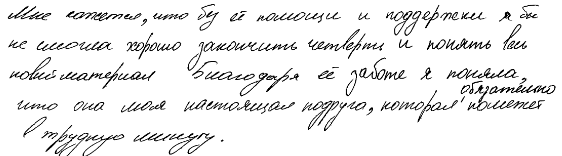 Мне кажется, что без её помощи и поддержки я бы
не смогла хорошо закончить четверть и понять весь
новый материал Благодаря её заботе я поняла,
что она моя настоящая подруга, которая обязательно поможет
в трудную минуту.